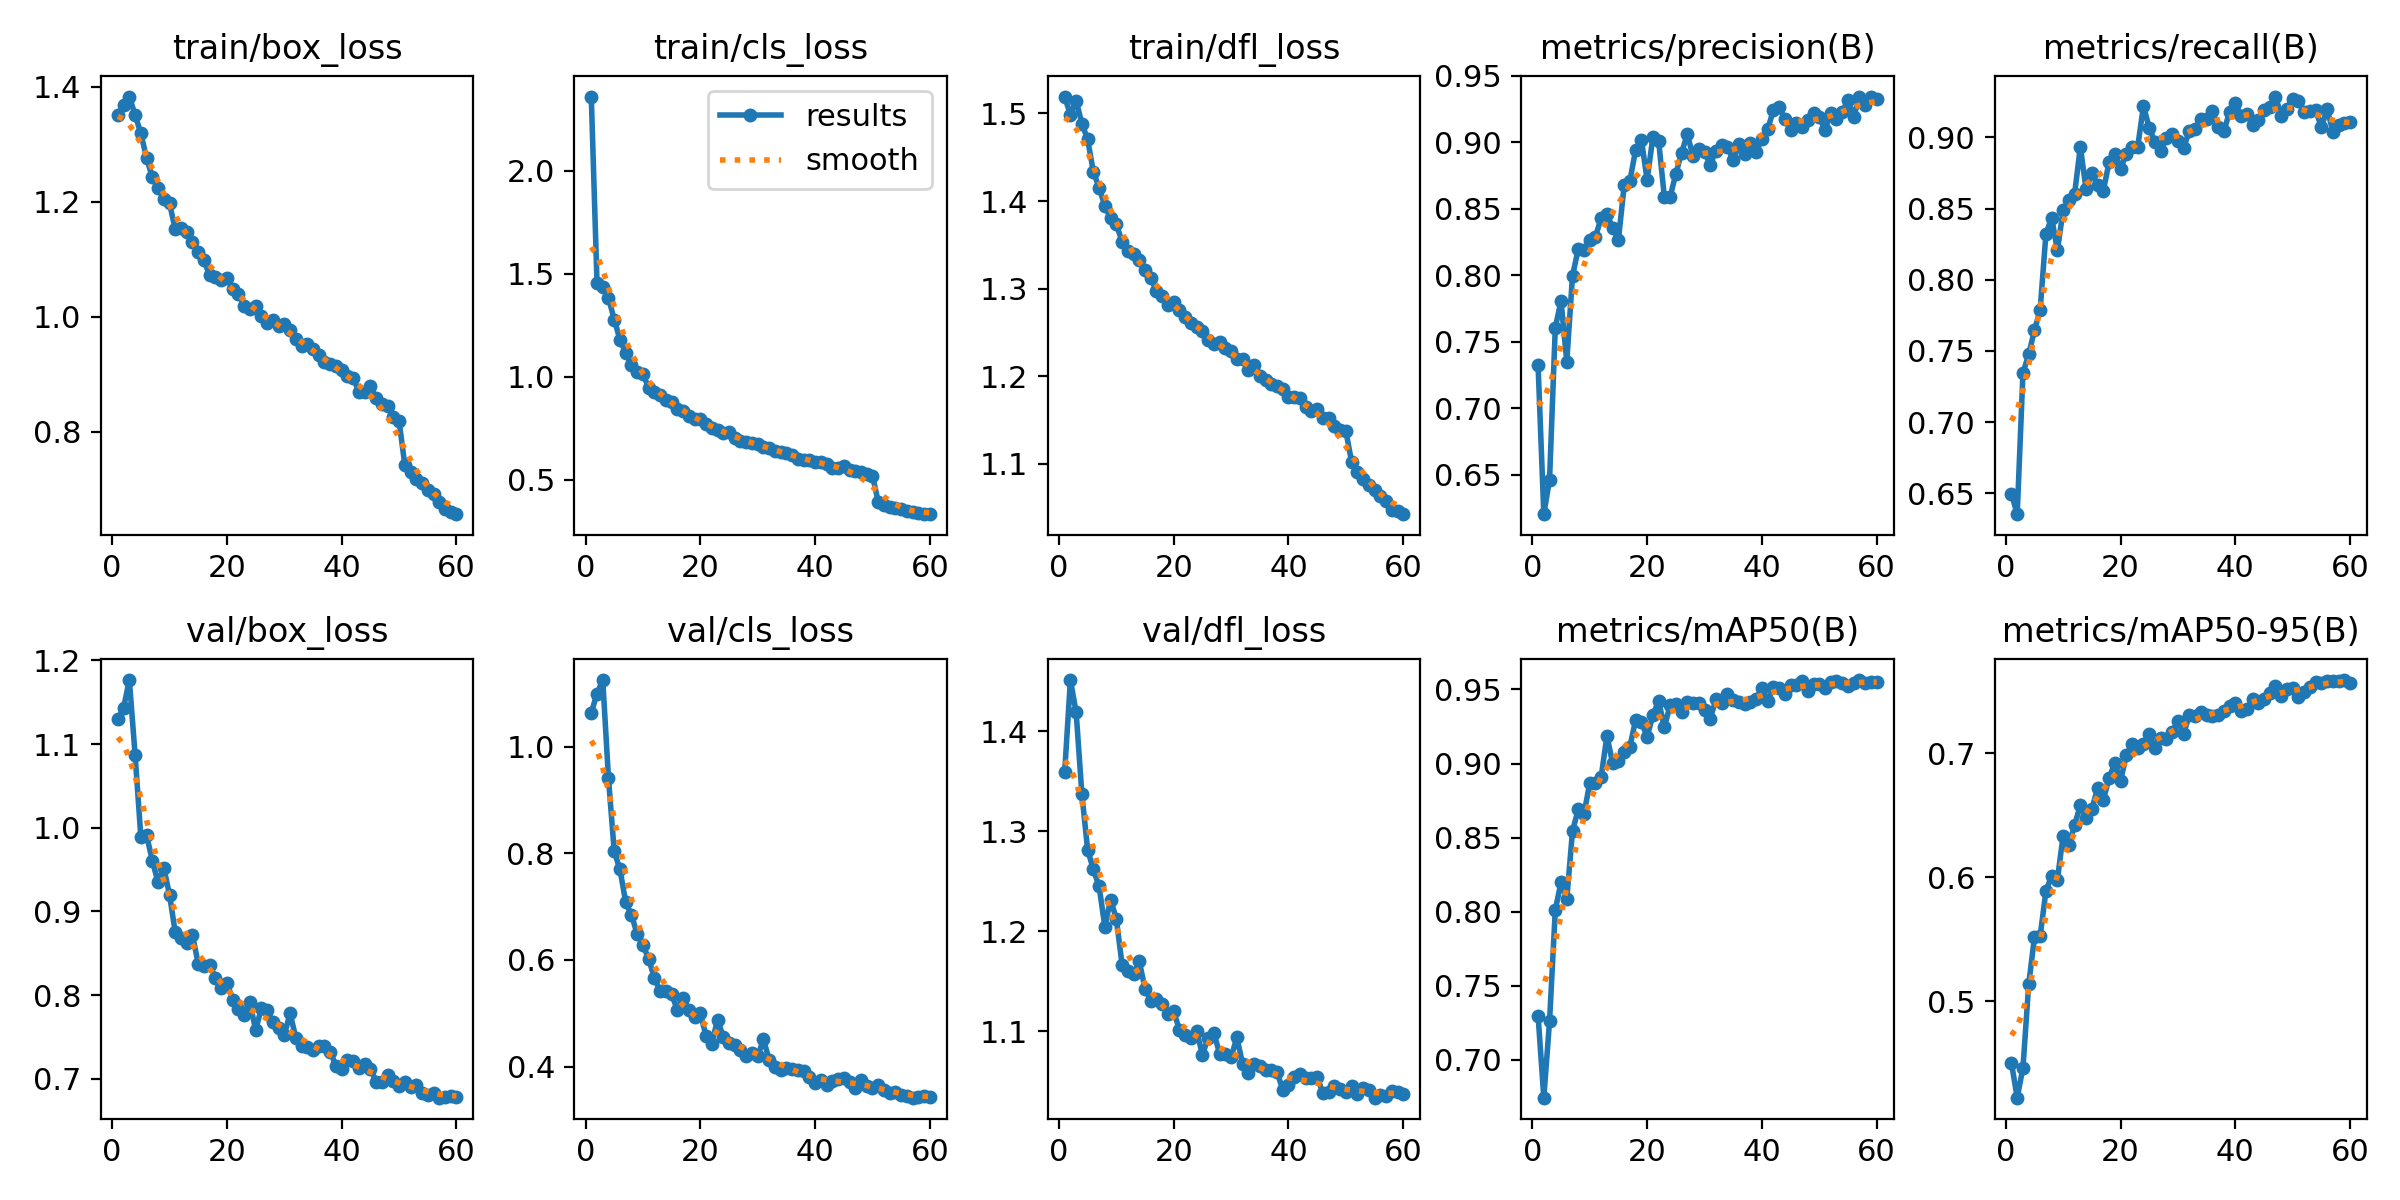 train/box_loss
1.4
1.2
1.0
0.8
0 20 40 60
train/cls_loss
results
smooth
2.0
1.5
1.0
0.5
0 20 40 60
train/dfl_loss
1.5
1.4
1.3
1.2
1.1
0 20 40 60
metrics/precision(B)
0.95
0.90
0.85
0.80
0.75
0.70
0.65
0 20 40 60
metrics/recall(B)
0.90
0.85
0.80
0.75
0.70
0.65
0 20 40 60
val/box_loss
1.2
1.1
1.0
0.9
0.8
0.7
0 20 40 60
val/cls_loss
1.0
0.8
0.6
0.4
0 20 40 60
val/dfl_loss
1.4
1.3
1.2
1.1
0 20 40 60
metrics/mAP50(B)
0.95
0.90
0.85
0.80
0.75
0.70
0 20 40 60
metrics/mAP50-95(B)
0.7
0.6
0.5
0 20 40 60